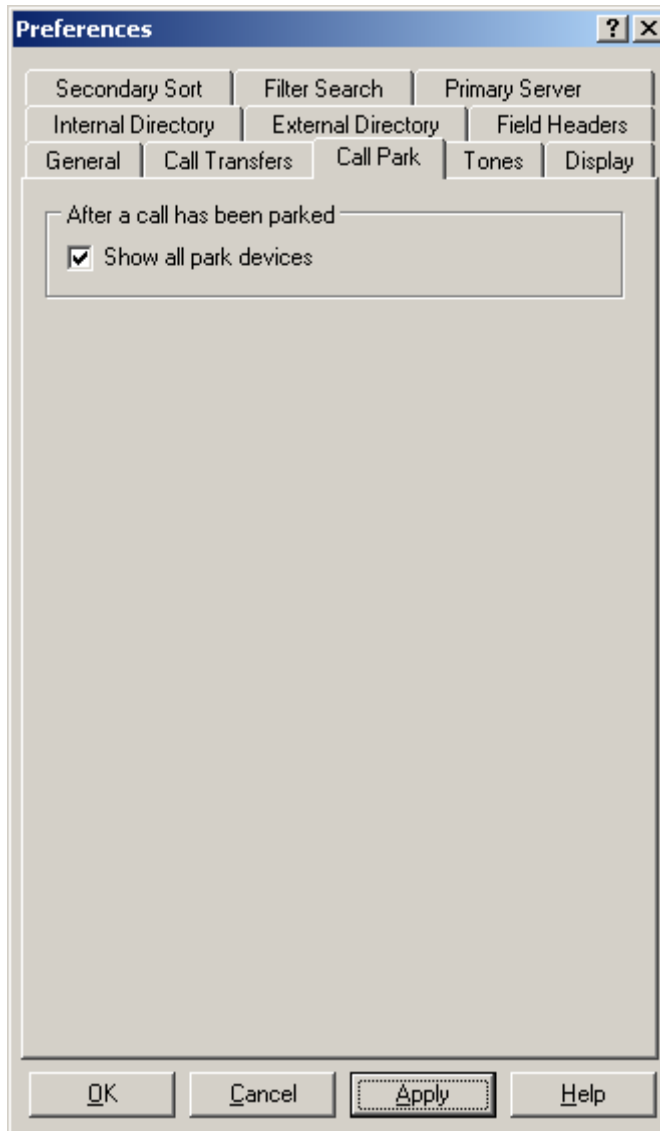 Preferences
Secondary Sort Filter Search Primary Server
Internal Directory External Directory Field Headers
General Call Transfers Call Park Tones Display
After a call has been parked
Show all park devices
OK Cancel Apply Help